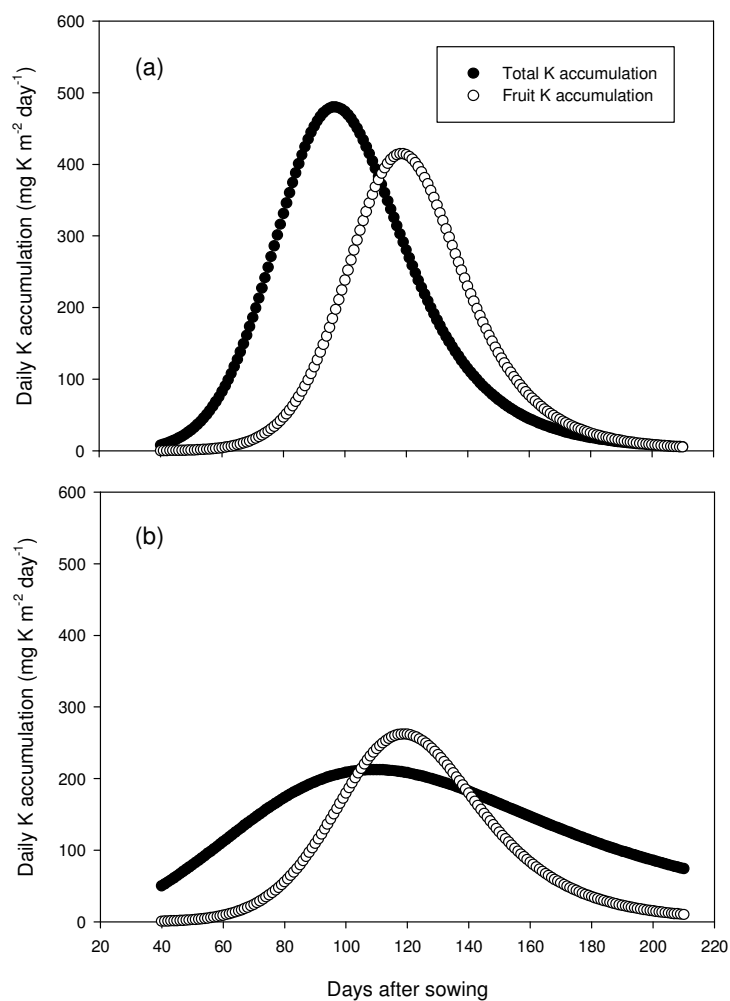 600
500
400
300
200
100
0
Daily K accumulation (mg K m⁻² day⁻¹)
(a)
Total K accumulation
Fruit K accumulation
600
500
400
300
200
100
0
Daily K accumulation (mg K m⁻² day⁻¹)
(b)
20 40 60 80 100 120 140 160 180 200 220
Days after sowing